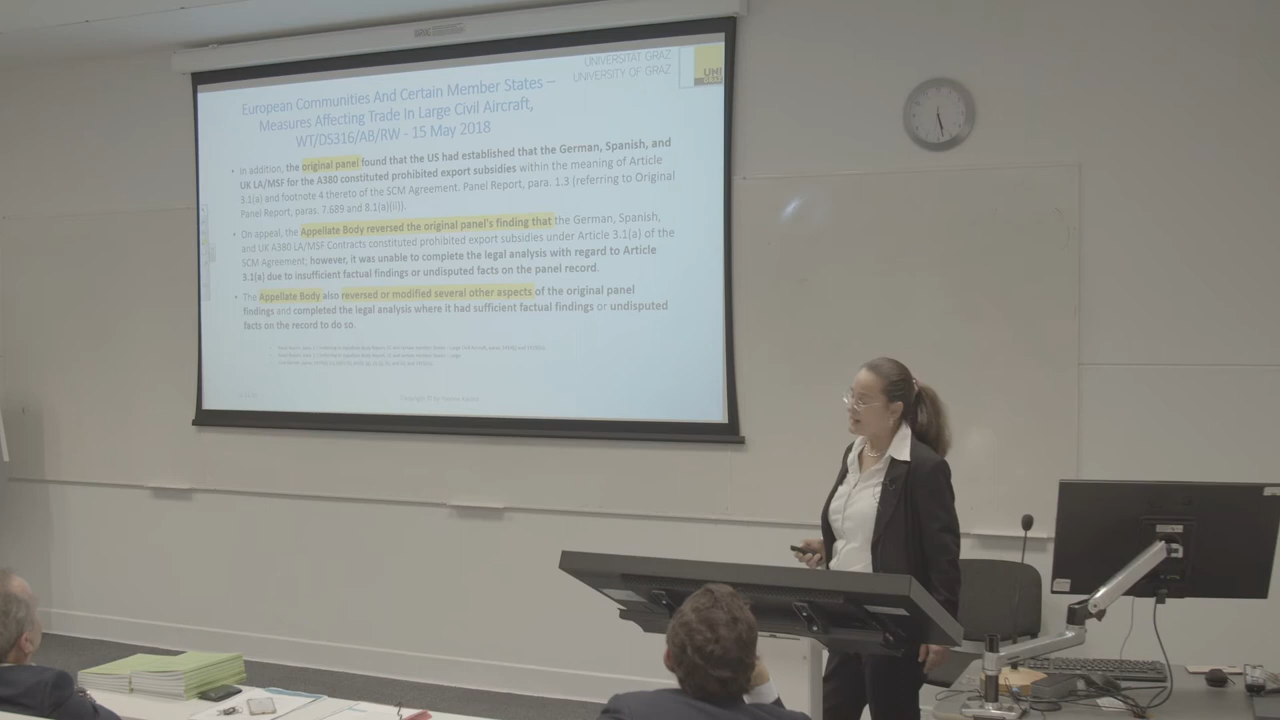 UNIVERSITÄT GRAZ
UNIVERSITY OF GRAZ
UNI
GRAZ
European Communities And Certain Member States –
Measures Affecting Trade In Large Civil Aircraft,
WT/DS316/AB/RW - 15 May 2018
• In addition, the original panel found that the US had established that the German, Spanish, and
UK LA/MSF for the A380 constituted prohibited export subsidies within the meaning of Article
3.1(a) and footnote 4 thereto of the SCM Agreement. Panel Report, para. 1.3 (referring to Original
Panel Report, paras. 7.689 and 8.1(a)(ii)).
• On appeal, the Appellate Body reversed the original panel's finding that the German, Spanish,
and UK A380 LA/MSF Contracts constituted prohibited export subsidies under Article 3.1(a) of the
SCM Agreement; however, it was unable to complete the legal analysis with regard to Article
3.1(a) due to insufficient factual findings or undisputed facts on the panel record.
• The Appellate Body also reversed or modified several other aspects of the original panel
findings and completed the legal analysis where it had sufficient factual findings or undisputed
facts on the record to do so.